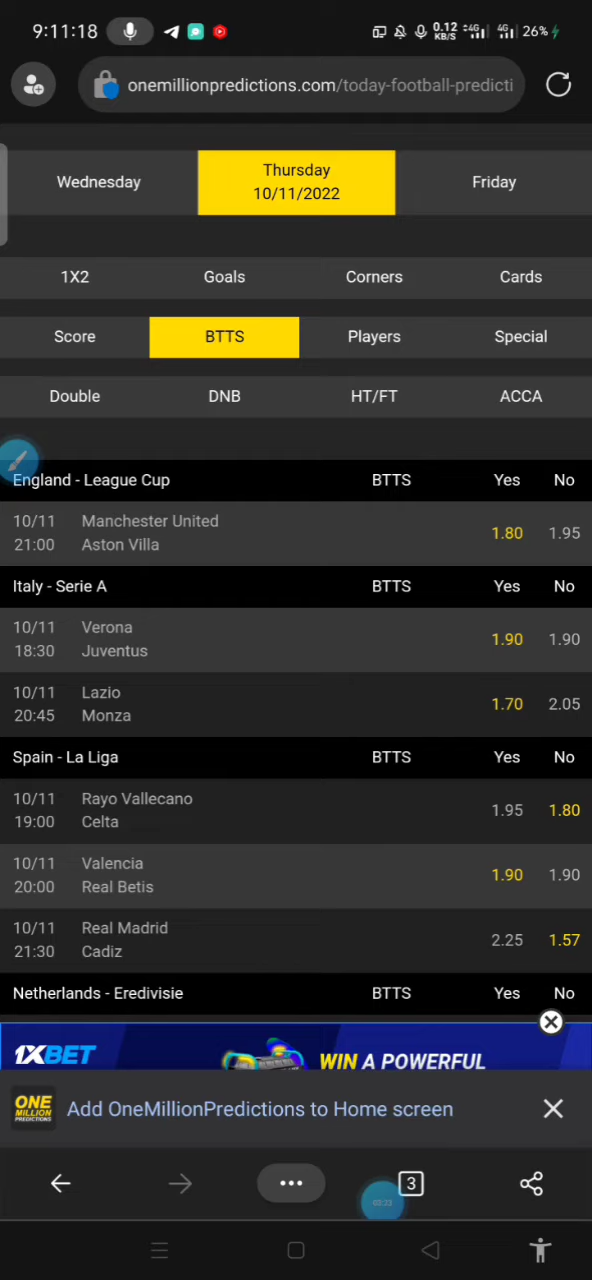 9:11:18 0.12 KB/S 4G 4G 26%
onemillionpredictions.com/today-football-predicti
Wednesday Thursday 10/11/2022 Friday
1X2 Goals Corners Cards
Score BTTS Players Special
Double DNB HT/FT ACCA
England - League Cup BTTS Yes No
10/11 Manchester United
21:00 Aston Villa 1.80 1.95
Italy - Serie A BTTS Yes No
10/11 Verona
18:30 Juventus 1.90 1.90
10/11 Lazio
20:45 Monza 1.70 2.05
Spain - La Liga BTTS Yes No
10/11 Rayo Vallecano
19:00 Celta 1.95 1.80
10/11 Valencia
20:00 Real Betis 1.90 1.90
10/11 Real Madrid
21:30 Cadiz 2.25 1.57
Netherlands - Eredivisie BTTS Yes No
1XBET WIN A POWERFUL
ONE MILLION PREDICTIONS Add OneMillionPredictions to Home screen
3